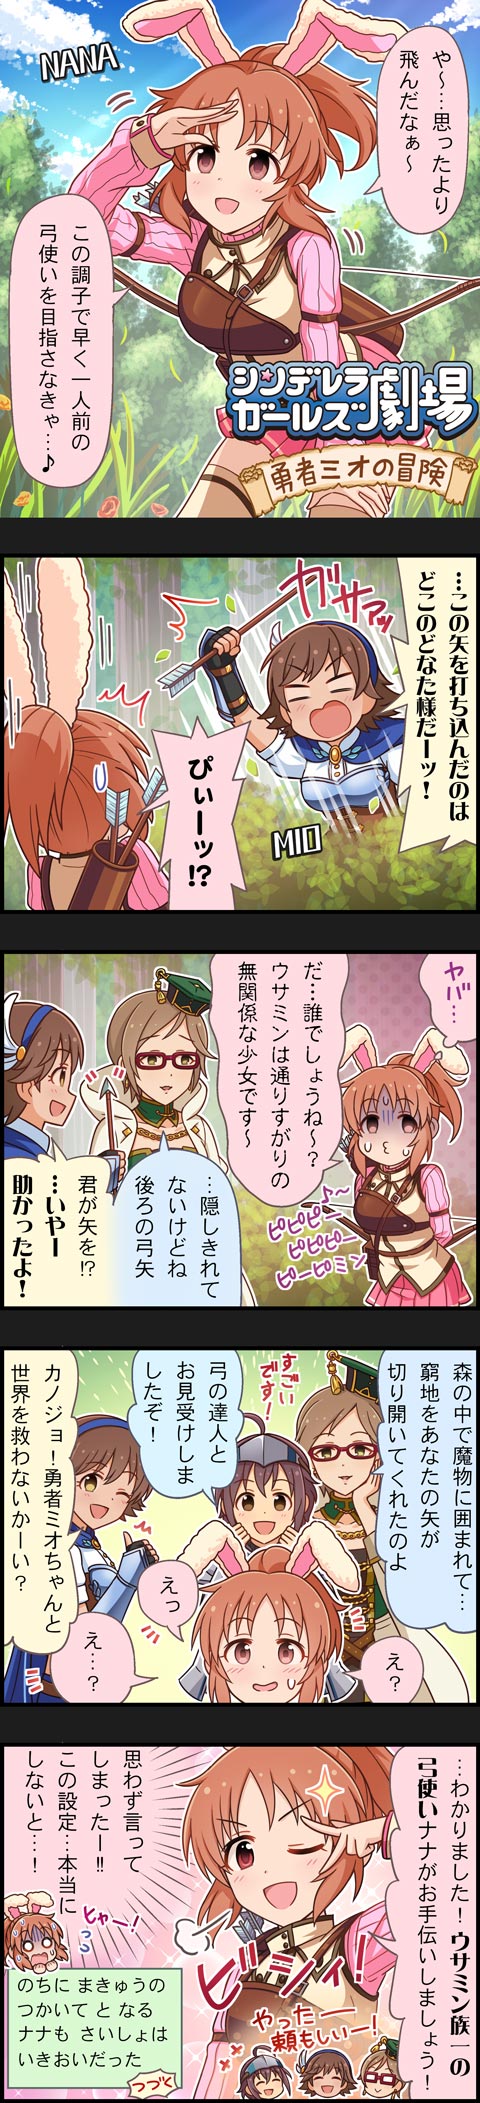 NANA
や～…思ったより
飛んだなぁ～
この調子で早く一人前の
弓使いを目指さなきゃ…♪
シンデレラ
ガールズ劇場
勇者ミオの冒険
…この矢を打ち込んだのは
どこのどなた様だーッ！
ガサァッ
MIO
ぴぃーッ!?
ヤバ…
だ…誰でしょうね～？
ウサミンは通りすがりの
無関係な少女です～
♪～
ピピピー
ピピピー
ピーピミン
…隠しきれて
ないけどね
後ろの弓矢
君が矢を!?
…いやー
助かったよ！
森の中で魔物に囲まれて…
窮地をあなたの矢が
切り開いてくれたのよ
すごい
です！
弓の達人と
お見受けしま
したぞ！
カノジョ！勇者ミオちゃんと
世界を救わないかーい？
えっ
え？
え…？
…わかりました！ウサミン族一の
弓使いナナがお手伝いしましょう！
ビシィ！
思わず言って
しまったー!!
この設定…本当に
しないと…！
ひゃー！
やったー
頼もしいー！
のちに まきゅうの
つかいて と なる
ナナも さいしょは
いきおいだった
つづく